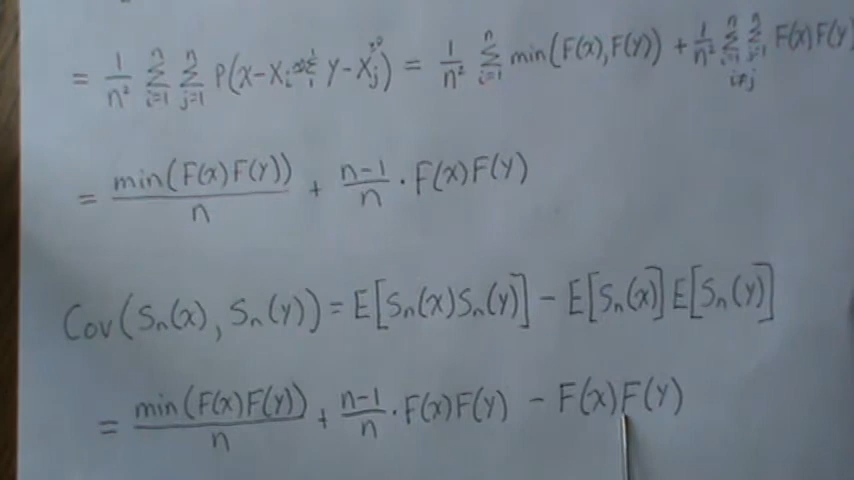 = 1/n² Σ_{i=1}^{n} Σ_{j=1}^{n} P(x-X_i Y-X_j) = 1/n² Σ_{i=1}^{n} min(F(x),F(y)) + 1/n² Σ_{i=1}^{n} Σ_{j=1}^{n} i≠j F(x)F(y)
= min(F(x)F(y))/n + n-1/n · F(x)F(y)
Cov(S_n(x), S_n(y)) = E[S_n(x)S_n(y)] - E[S_n(x)]E[S_n(y)]
= min(F(x)F(y))/n + n-1/n · F(x)F(y) - F(x)F(y)